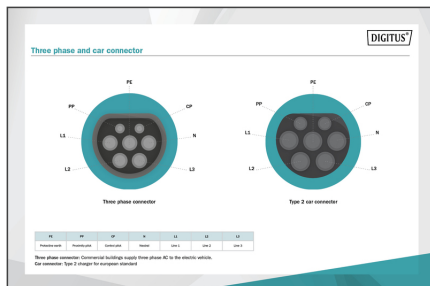 DIGITUS®
Three phase and car connector
PE
PP
CP
L1
N
L2
L3
Three phase connector
PE
PP
CP
L1
N
L2
L3
Type 2 car connector
PE PP CP N L1 L2 L3
Protective earth Proximity pilot Control pilot Neutral Line 1 Line 2 Line 3
Three phase connector: Commercial buildings supply three phase AC to the electric vehicle.
Car connector: Type 2 charger for european standard